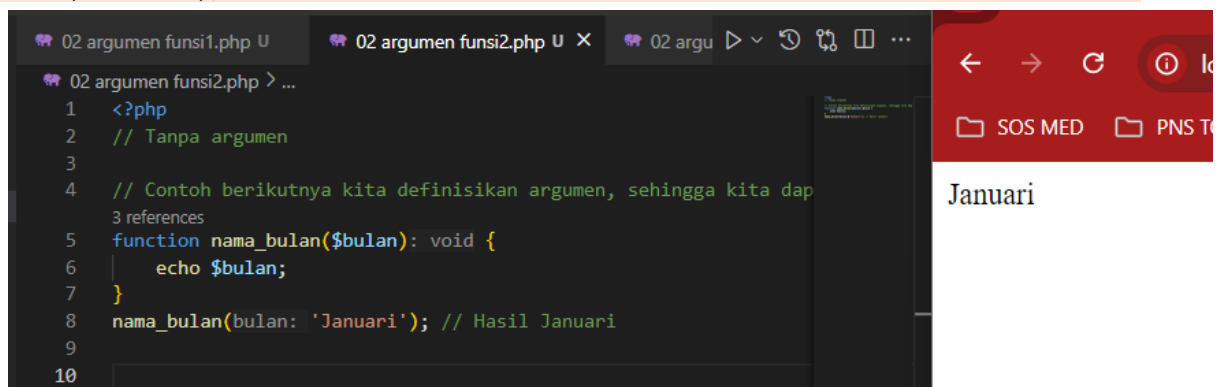 02 argumen funsi1.php U
02 argumen funsi2.php U
02 argu
02 argumen funsi2.php > ...
1 <?php
2 // Tanpa argumen
3
4 // Contoh berikutnya kita definisikan argumen, sehingga kita dap
3 references
5 function nama_bulan($bulan): void {
6 echo $bulan;
7 }
8 nama_bulan(bulan: 'Januari'); // Hasil Januari
9
10
lo
SOS MED
PNS TO
Januari